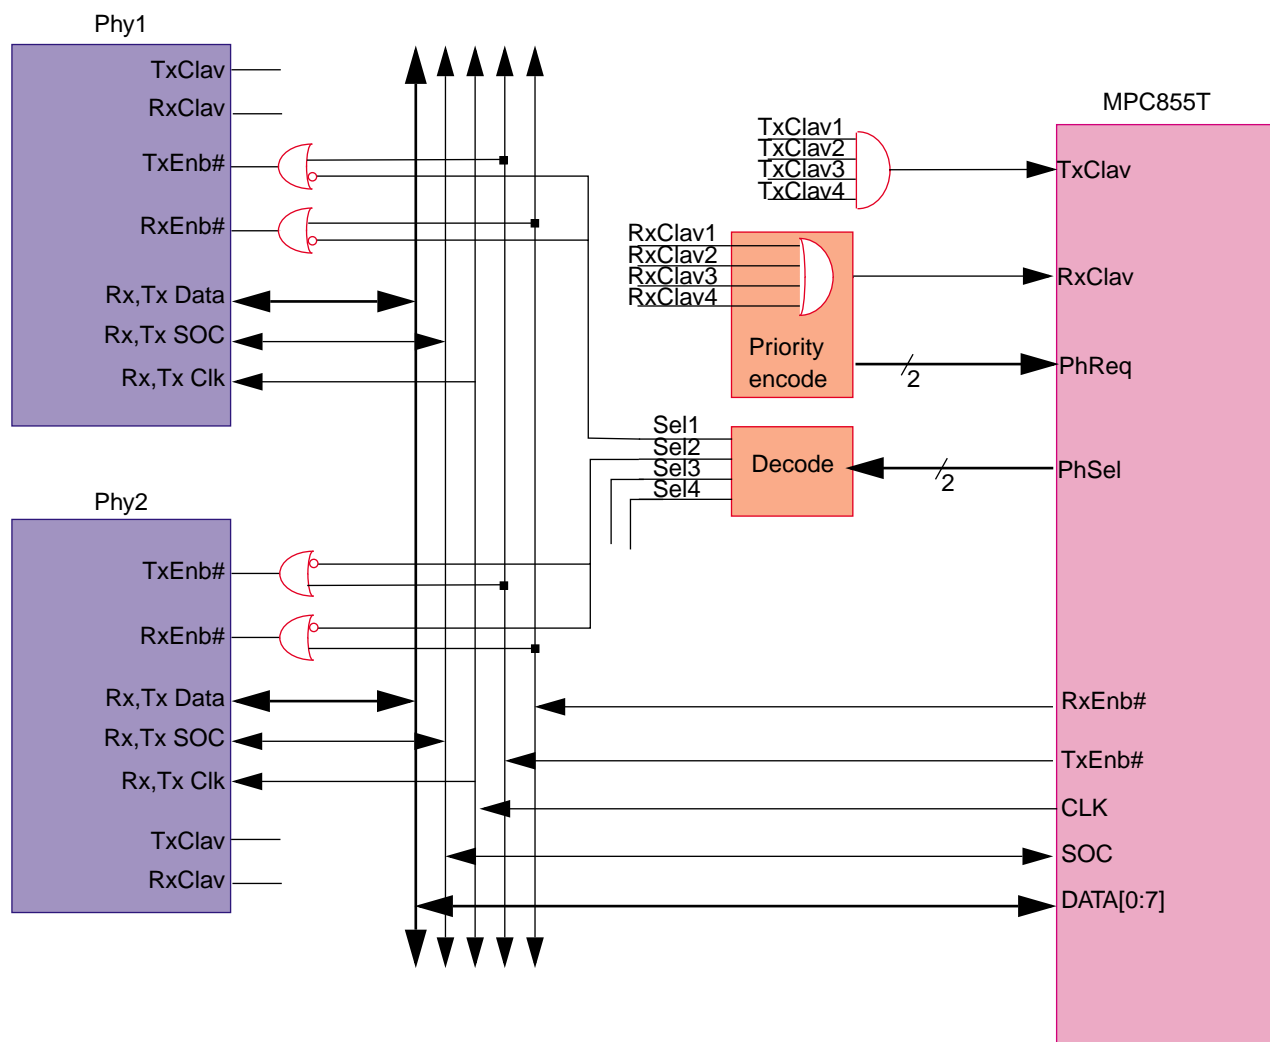 Phy1
TxClav
RxClav
TxEnb#
RxEnb#
Rx,Tx Data
Rx,Tx SOC
Rx,Tx Clk
Phy2
TxEnb#
RxEnb#
Rx,Tx Data
Rx,Tx SOC
Rx,Tx Clk
TxClav
RxClav
TxClav1
TxClav2
TxClav3
TxClav4
RxClav1
RxClav2
RxClav3
RxClav4
Priority
encode
2
Sel1
Sel2
Sel3
Sel4
Decode
2
MPC855T
TxClav
RxClav
PhReq
PhSel
RxEnb#
TxEnb#
CLK
SOC
DATA[0:7]